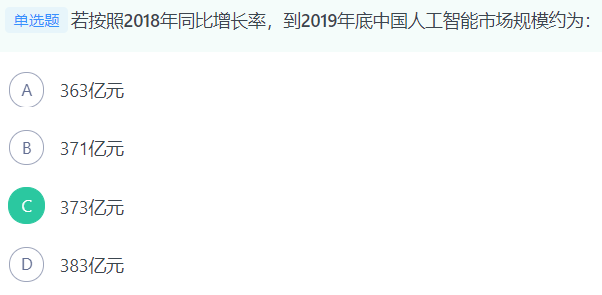 单选题 若按照2018年同比增长率，到2019年底中国人工智能市场规模约为：
A 363亿元
B 371亿元
C 373亿元
D 383亿元